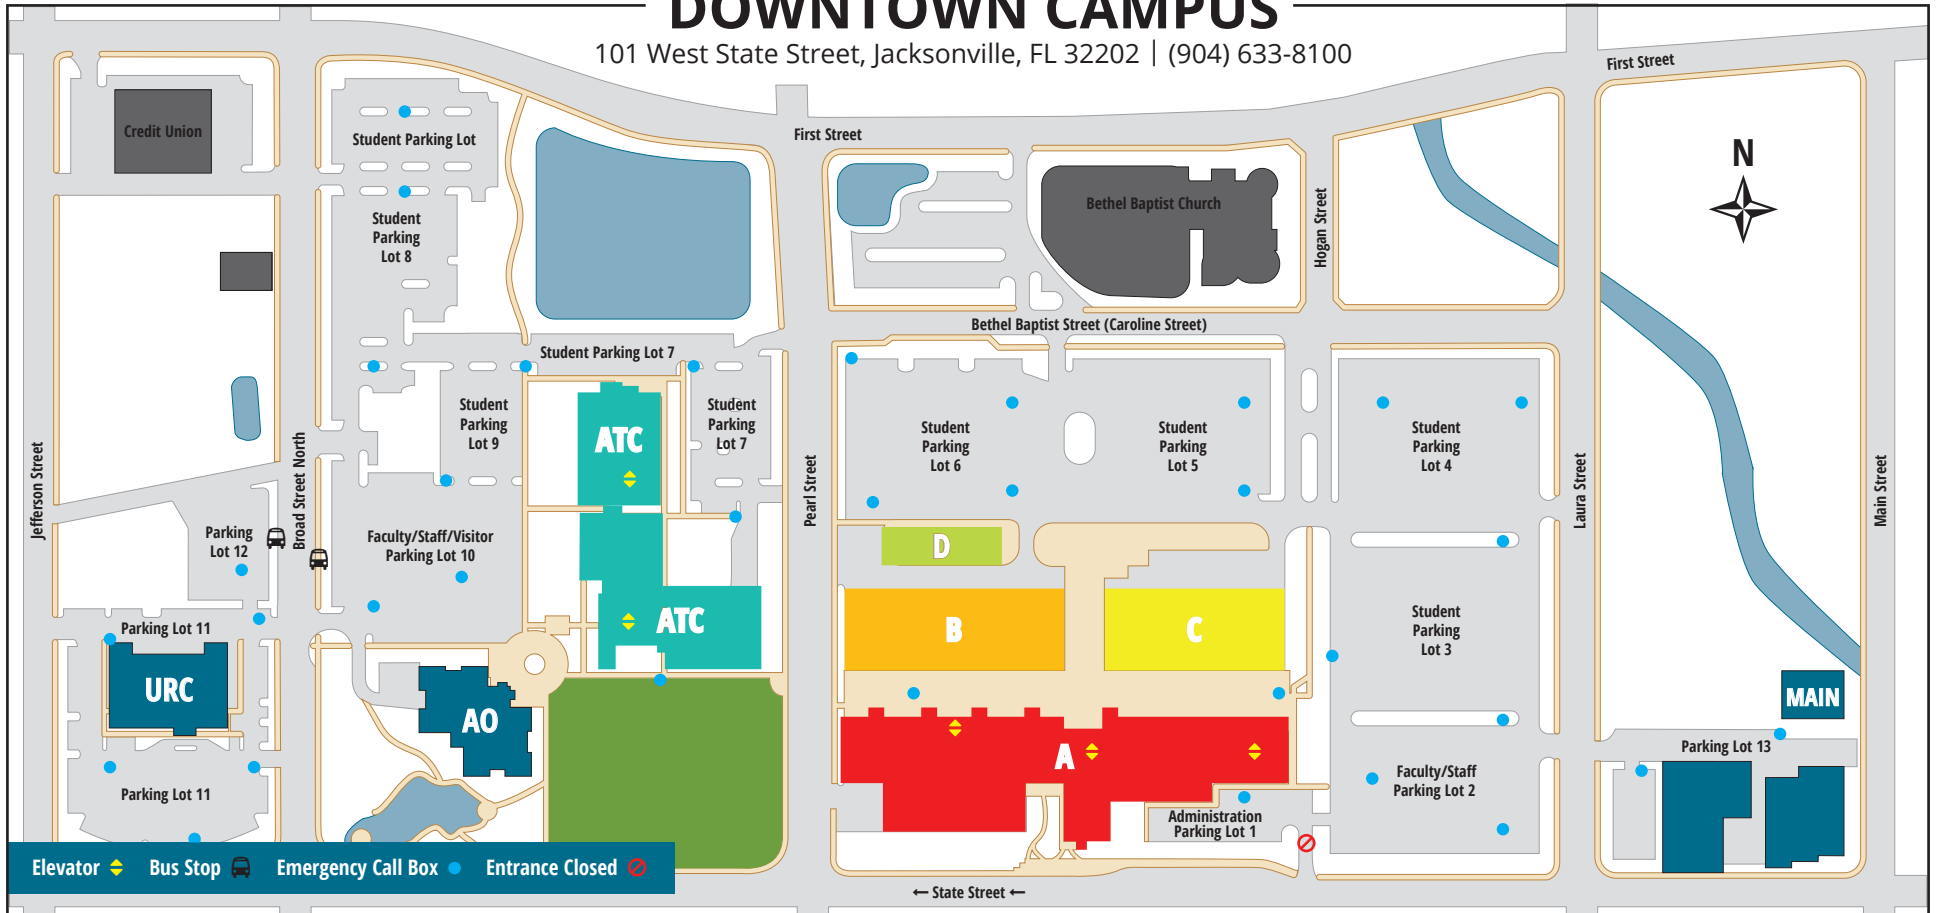 DOWNTOWN CAMPUS
101 West State Street, Jacksonville, FL 32202 | (904) 633-8100
First Street
Credit Union
Student Parking Lot
First Street
N
Student
Parking
Lot 8
Bethel Baptist Church
Hogan Street
Bethel Baptist Street (Caroline Street)
Student Parking Lot 7
Student
Parking
Lot 9
ATC
Student
Parking
Lot 7
Student
Parking
Lot 6
Student
Parking
Lot 5
Student
Parking
Lot 4
Jefferson Street
Broad Street North
Pearl Street
Laura Street
Main Street
Parking
Lot 12
Faculty/Staff/Visitor
Parking Lot 10
D
ATC
B
C
Student
Parking
Lot 3
Parking Lot 11
URC
AO
MAIN
A
Parking Lot 13
Parking Lot 11
Faculty/Staff
Parking Lot 2
Administration
Parking Lot 1
Elevator
Bus Stop
Emergency Call Box
Entrance Closed
← State Street ←